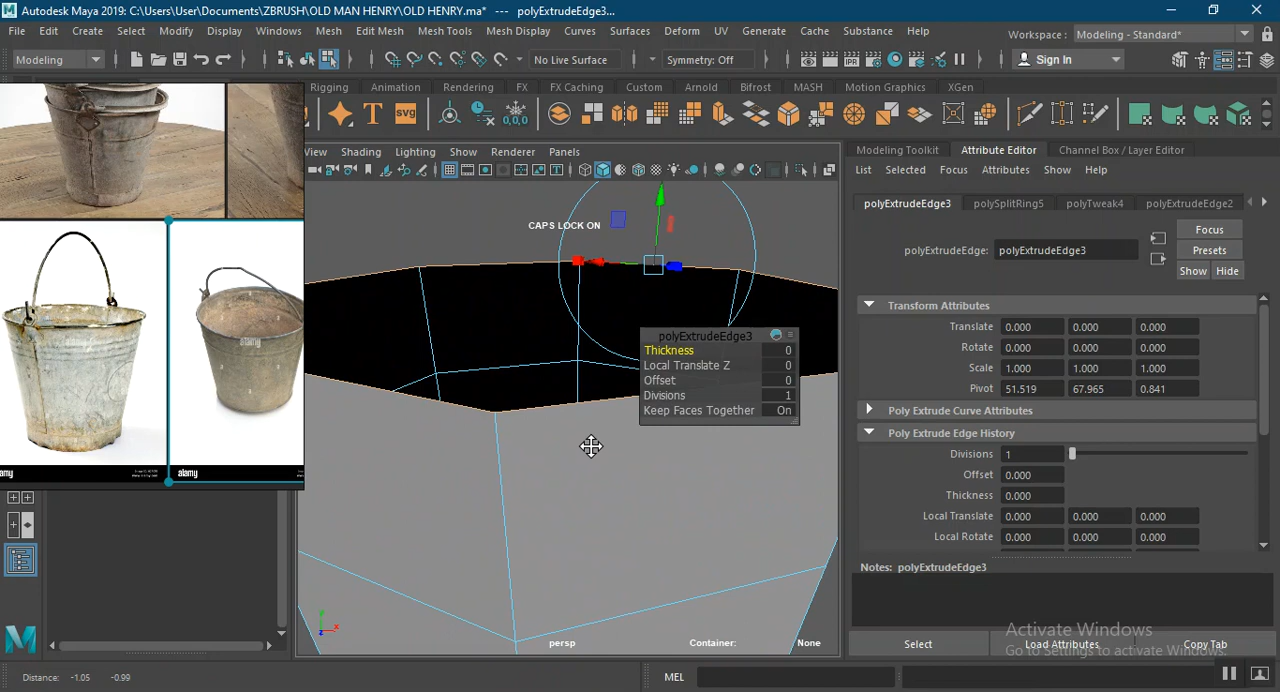 Autodesk Maya 2019: C:\Users\User\Documents\ZBRUSH\OLD MAN HENRY\OLD HENRY.ma* --- polyExtrudeEdge3...
File Edit Create Select Modify Display Windows Mesh Edit Mesh Mesh Tools Mesh Display Curves Surfaces Deform UV Generate Cache Substance Help
Workspace : Modeling - Standard*
Modeling No Live Surface Symmetry: Off Sign In
Rigging Animation Rendering FX FX Caching Custom Arnold Bifrost MASH Motion Graphics XGen
T SVG 0,0,0
View Shading Lighting Show Renderer Panels
Modeling Toolkit Attribute Editor Channel Box / Layer Editor
List Selected Focus Attributes Show Help
polyExtrudeEdge3 polySplitRing5 polyTweak4 polyExtrudeEdge2
CAPS LOCK ON
Focus
polyExtrudeEdge: polyExtrudeEdge3
Presets
Show Hide
Transform Attributes
Translate 0.000 0.000 0.000
Rotate 0.000 0.000 0.000
Scale 1.000 1.000 1.000
Pivot 51.519 67.965 0.841
Poly Extrude Curve Attributes
Poly Extrude Edge History
Divisions 1
Offset 0.000
Thickness 0.000
Local Translate 0.000 0.000 0.000
Local Rotate 0.000 0.000 0.000
polyExtrudeEdge3
Thickness 0
Local Translate Z 0
Offset 0
Divisions 1
Keep Faces Together On
alamy
alamy
alamy
alamy
Notes: polyExtrudeEdge3
Activate Windows
Go to Settings to activate Windows.
Select Load Attributes Copy Tab
persp Container: None
Distance: -1.05 -0.99
MEL